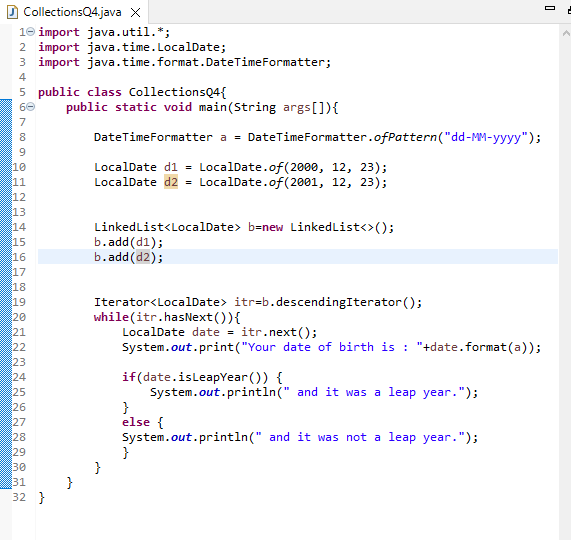 CollectionsQ4.java
1 import java.util.*;
2 import java.time.LocalDate;
3 import java.time.format.DateTimeFormatter;
4
5 public class CollectionsQ4{
6     public static void main(String args[]){
7
8         DateTimeFormatter a = DateTimeFormatter.ofPattern("dd-MM-yyyy");
9
10         LocalDate d1 = LocalDate.of(2000, 12, 23);
11         LocalDate d2 = LocalDate.of(2001, 12, 23);
12
13
14         LinkedList<LocalDate> b=new LinkedList<>();
15         b.add(d1);
16         b.add(d2);
17
18
19         Iterator<LocalDate> itr=b.descendingIterator();
20         while(itr.hasNext()){
21             LocalDate date = itr.next();
22             System.out.print("Your date of birth is : "+date.format(a));
23
24             if(date.isLeapYear()) {
25                 System.out.println(" and it was a leap year.");
26             }
27             else {
28             System.out.println(" and it was not a leap year.");
29             }
30         }
31     }
32 }